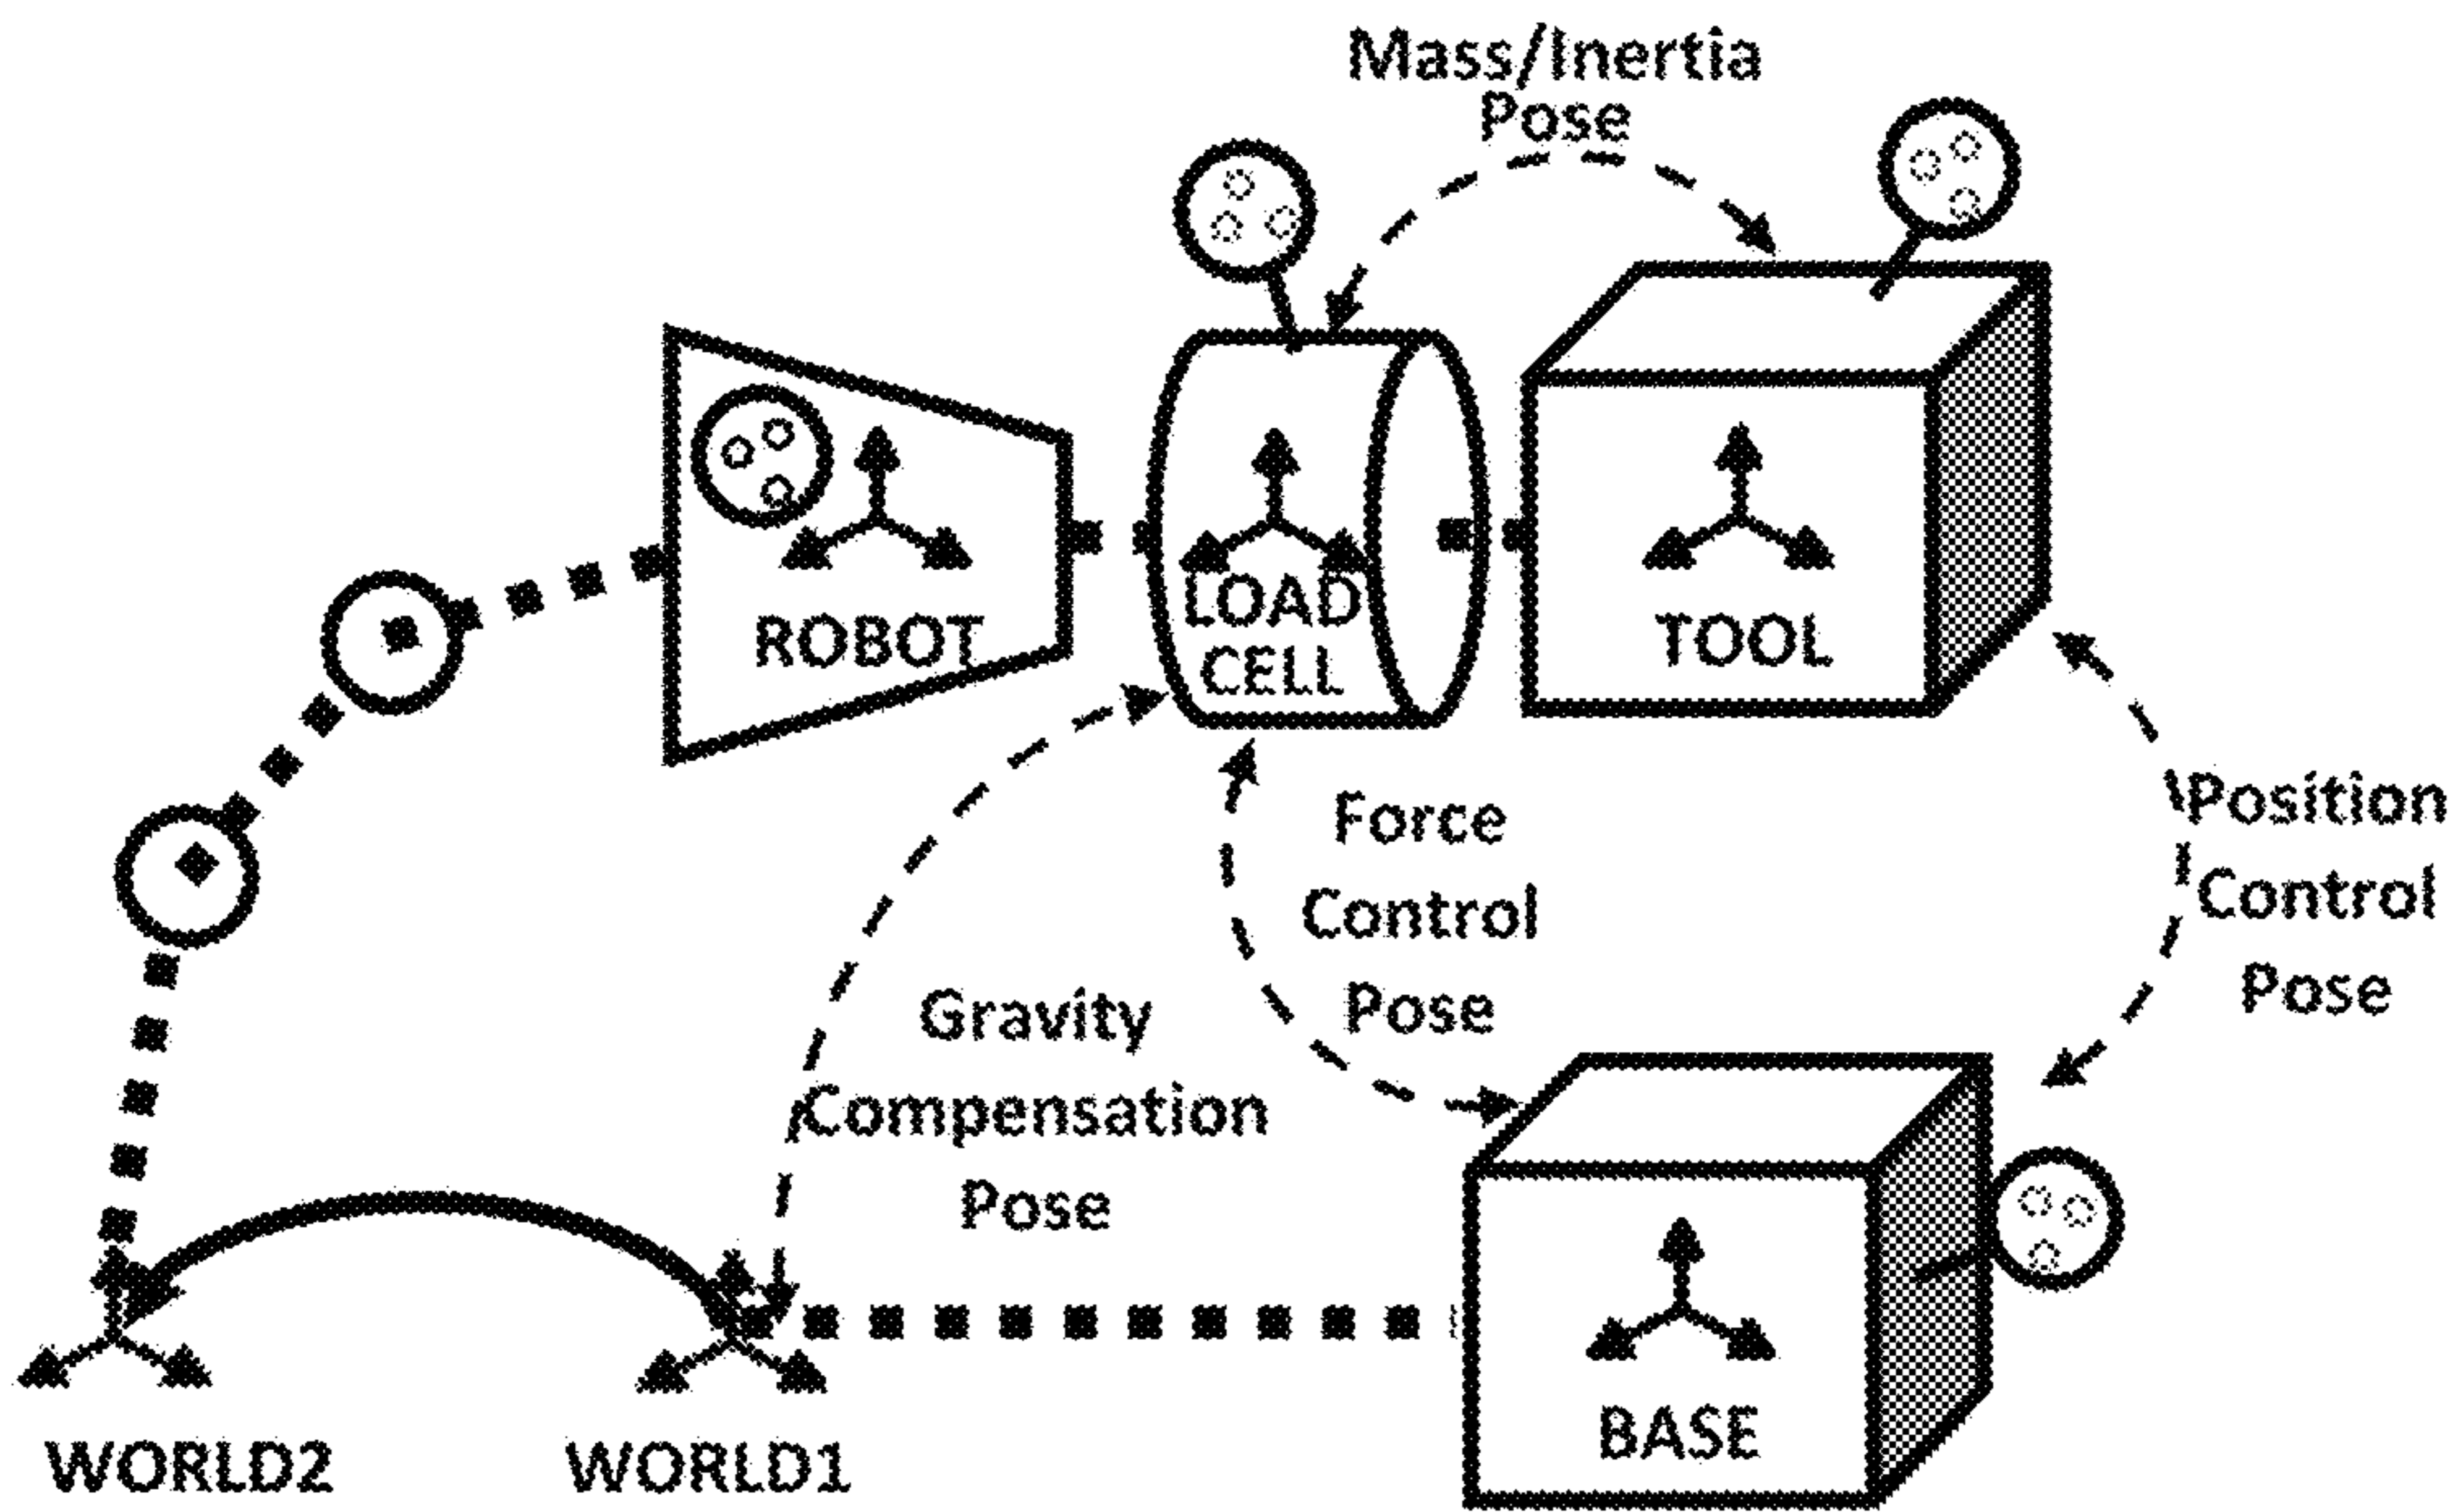 Mass/Inertia
Pose
ROBOT
LOAD
CELL
TOOL
Force
Control
Pose
Position
Control
Pose
Gravity
Compensation
Pose
BASE
WORLD2
WORLD1